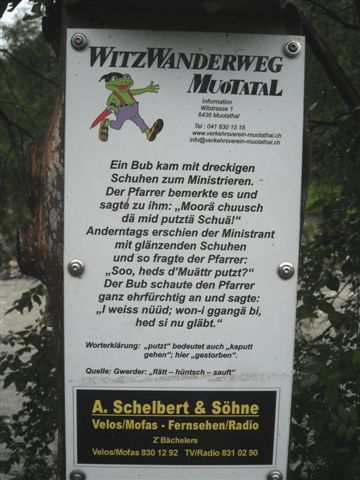 WITZWANDERWEG
MUOTATAL
Information
Wilstrasse 1
6436 Muotathal
Tel : 041 830 15 15
www.verkehrsverein-muotathal.ch
info@verkehrsverein-muotathal.ch
Ein Bub kam mit dreckigen
Schuhen zum Ministrieren.
Der Pfarrer bemerkte es und
sagte zu ihm: „Moorä chuusch
dä mid putztä Schuä!“
Anderntags erschien der Ministrant
mit glänzenden Schuhen
und so fragte der Pfarrer:
„Soo, heds d’Muättr putzt?“
Der Bub schaute den Pfarrer
ganz ehrfürchtig an und sagte:
„I weiss nüüd; won-i ggangä bi,
hed si nu gläbt.“
Worterklärung: „putzt“ bedeutet auch „kaputt
gehen“; hier „gestorben“.
Quelle: Gwerder: „flätt – hüntsch – sauft“
A. Schelbert & Söhne
Velos/Mofas - Fernsehen/Radio
Z´Bächelers
Velos/Mofas 830 12 92 TV/Radio 831 02 90